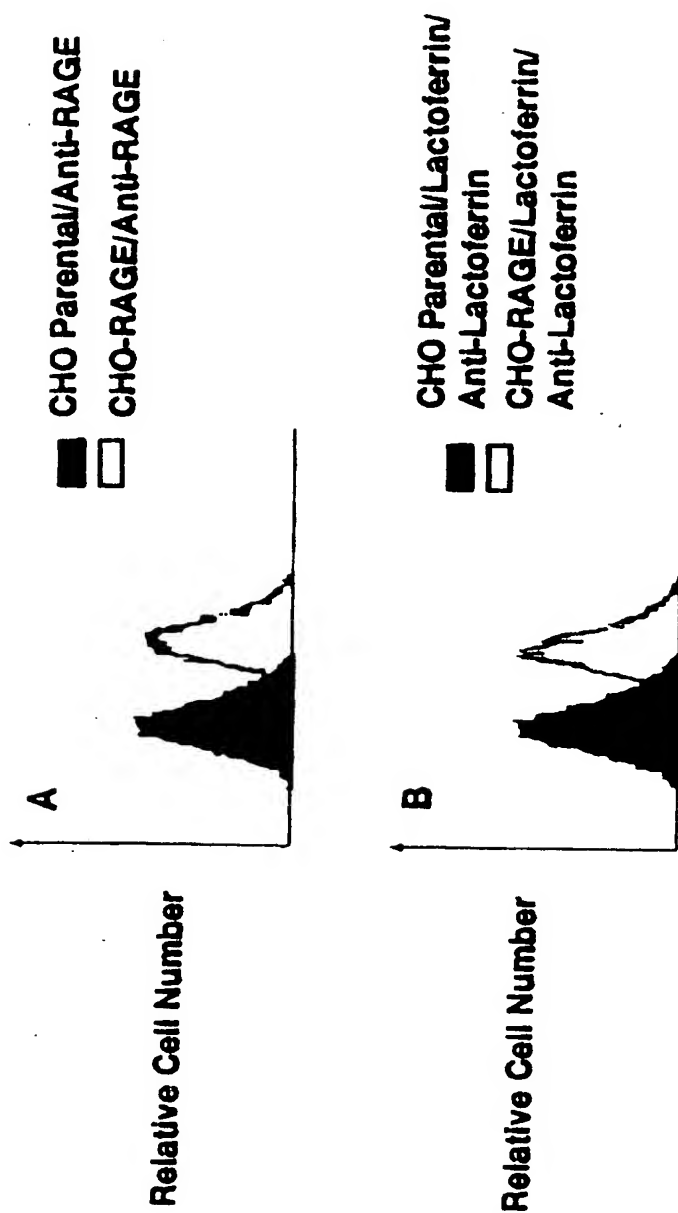 A
Relative Cell Number
CHO Parental/Anti-RAGE
CHO-RAGE/Anti-RAGE
B
Relative Cell Number
CHO Parental/Lactoferrin/
Anti-Lactoferrin
CHO-RAGE/Lactoferrin/
Anti-Lactoferrin